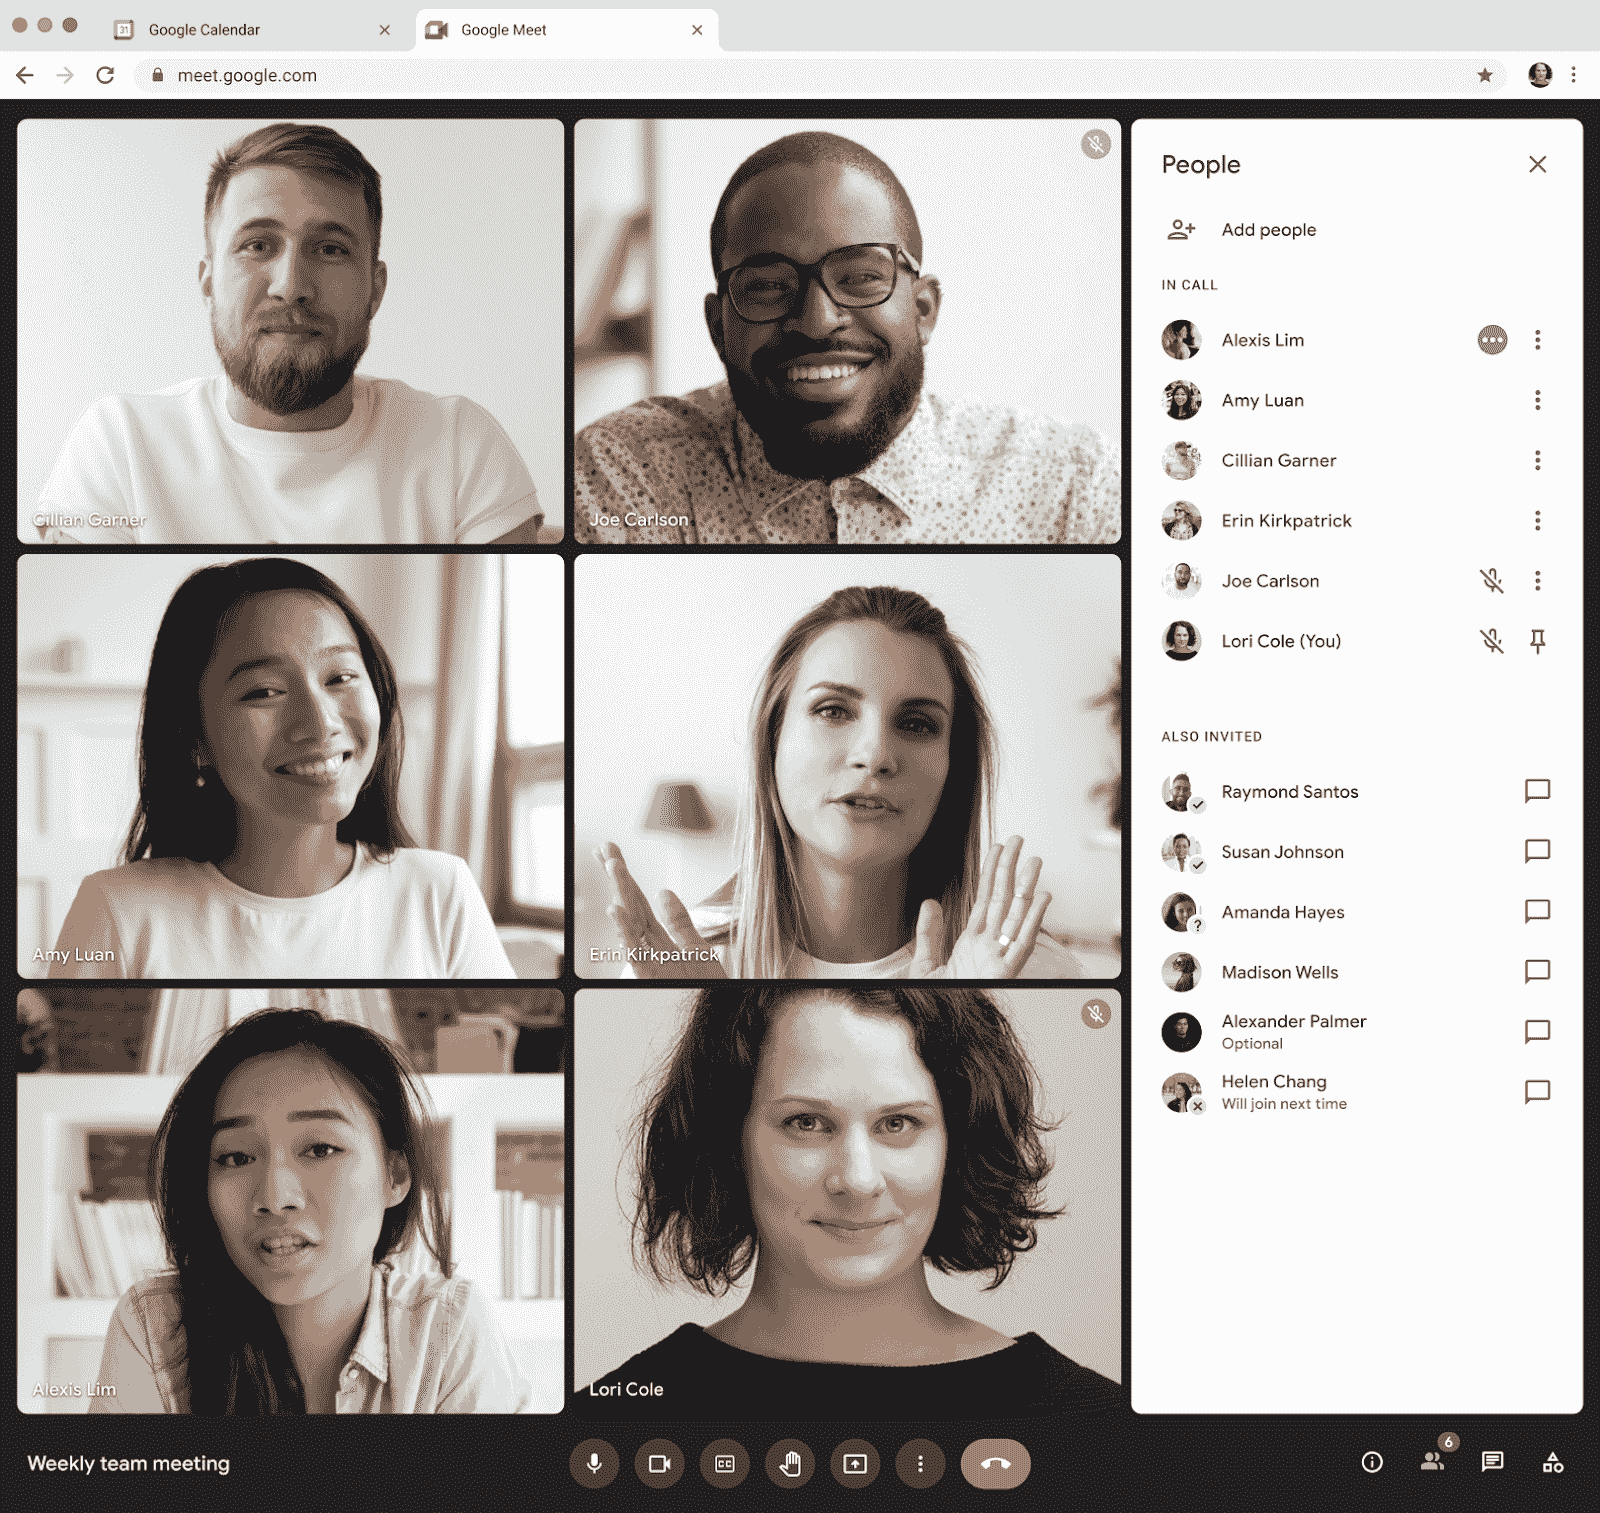 31
Google Calendar
Google Meet
meet.google.com
Cillian Garner
Joe Carlson
Amy Luan
Erin Kirkpatrick
Alexis Lim
Lori Cole
People
Add people
IN CALL
Alexis Lim
Amy Luan
Cillian Garner
Erin Kirkpatrick
Joe Carlson
Lori Cole (You)
ALSO INVITED
Raymond Santos
Susan Johnson
?
Amanda Hayes
Madison Wells
Alexander Palmer
Optional
Helen Chang
Will join next time
Weekly team meeting
CC
6